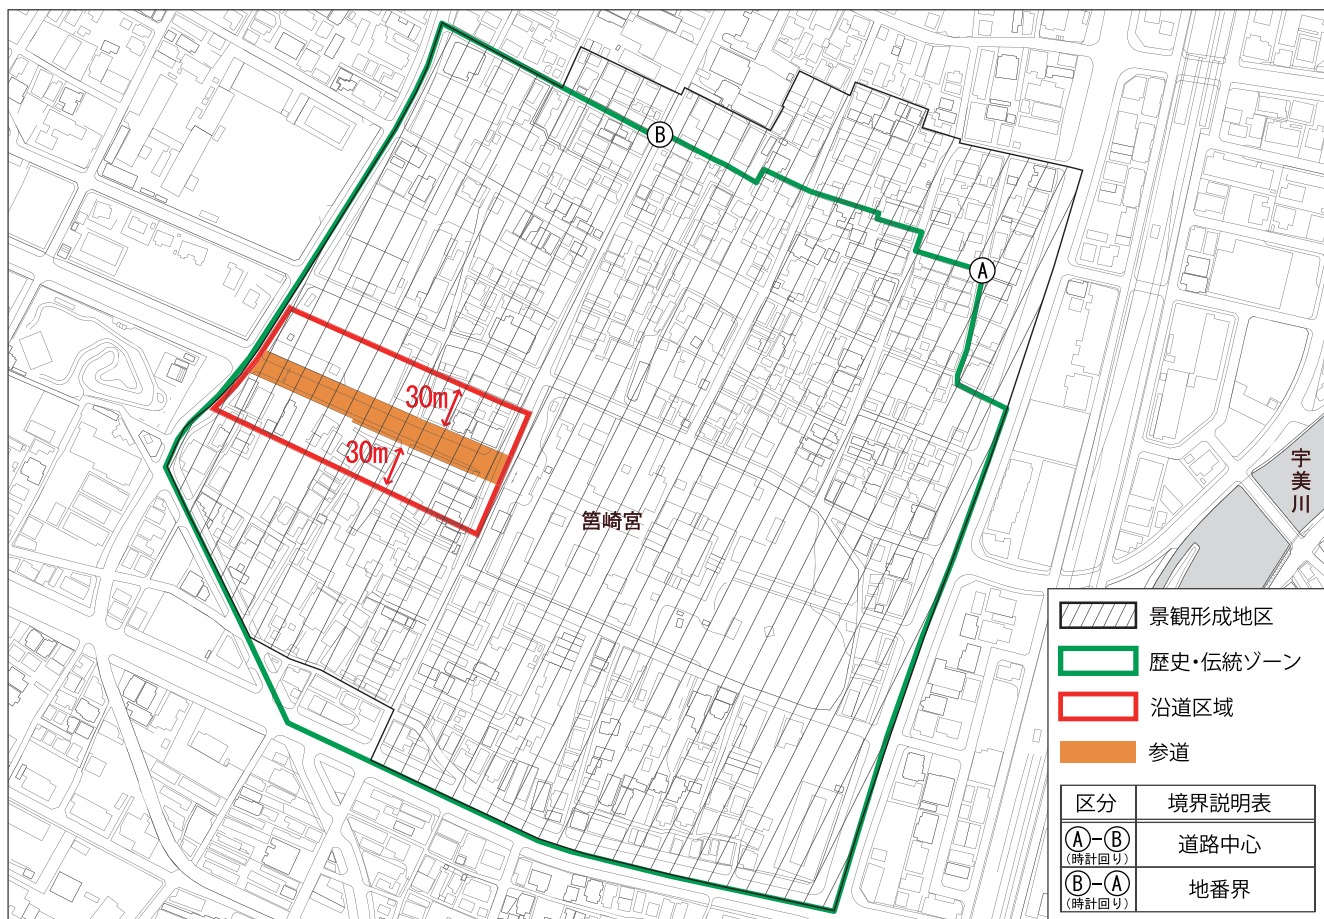 B
A
30m
30m
筥崎宮
宇美川
景観形成地区
歴史・伝統ゾーン
沿道区域
参道
区分 境界説明表
A-B 道路中心
(時計回り)
B-A 地番界
(時計回り)